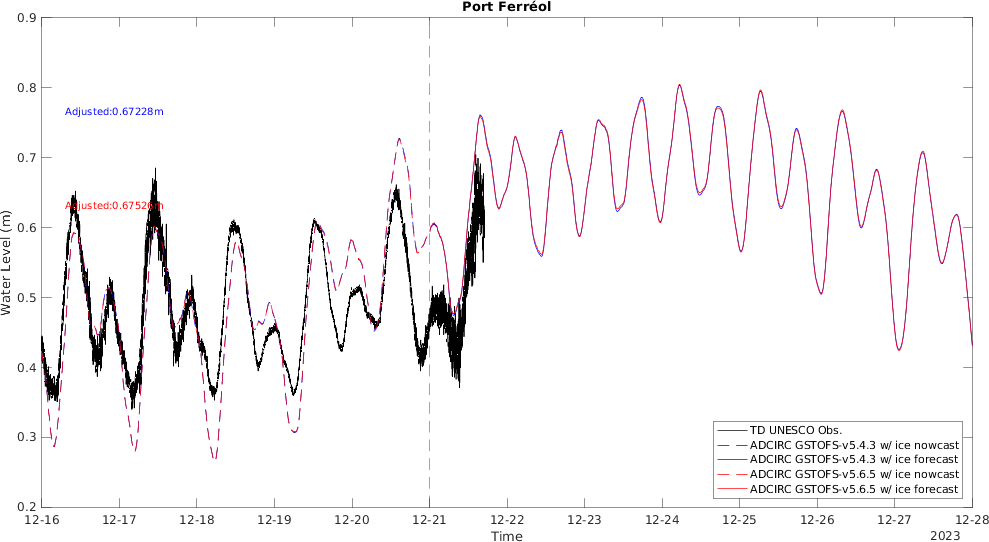 Port Ferréol
0.9
0.8
0.7
0.6
0.5
0.4
0.3
0.2
Water Level (m)
Adjusted:0.67228m
Adjusted:0.67526m
TD UNESCO Obs.
ADCIRC GSTOFS-v5.4.3 w/ ice nowcast
ADCIRC GSTOFS-v5.4.3 w/ ice forecast
ADCIRC GSTOFS-v5.6.5 w/ ice nowcast
ADCIRC GSTOFS-v5.6.5 w/ ice forecast
12-16 12-17 12-18 12-19 12-20 12-21 12-22 12-23 12-24 12-25 12-26 12-27 12-28
Time
2023